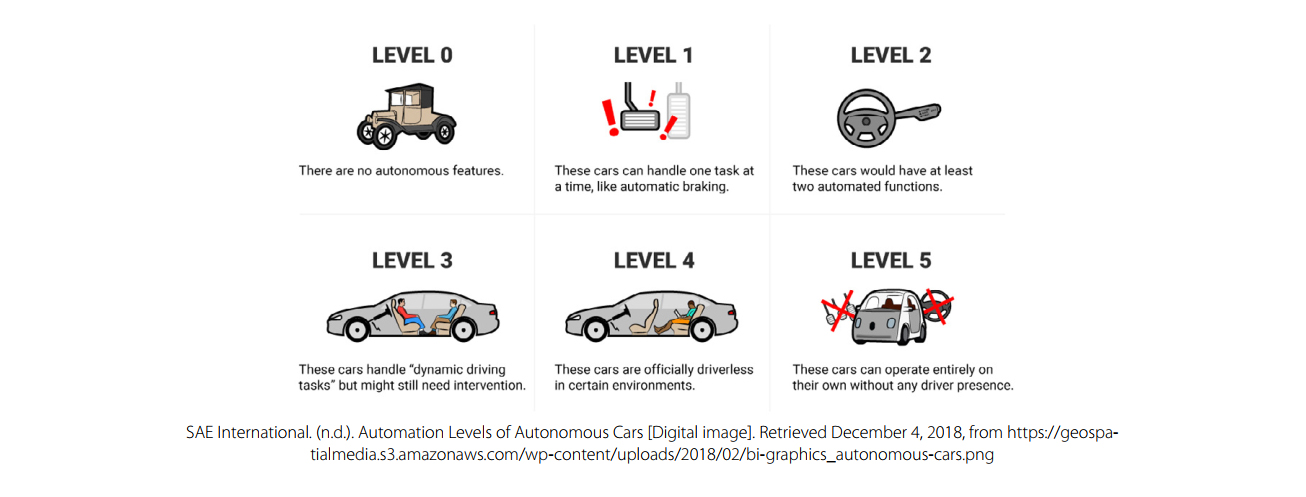 LEVEL 0
There are no autonomous features.
LEVEL 1
These cars can handle one task at
a time, like automatic braking.
LEVEL 2
These cars would have at least
two automated functions.
LEVEL 3
These cars handle “dynamic driving
tasks” but might still need intervention.
LEVEL 4
These cars are officially driverless
in certain environments.
LEVEL 5
These cars can operate entirely on
their own without any driver presence.
SAE International. (n.d.). Automation Levels of Autonomous Cars [Digital image]. Retrieved December 4, 2018, from https://geospa-
tialmedia.s3.amazonaws.com/wp-content/uploads/2018/02/bi-graphics_autonomous-cars.png